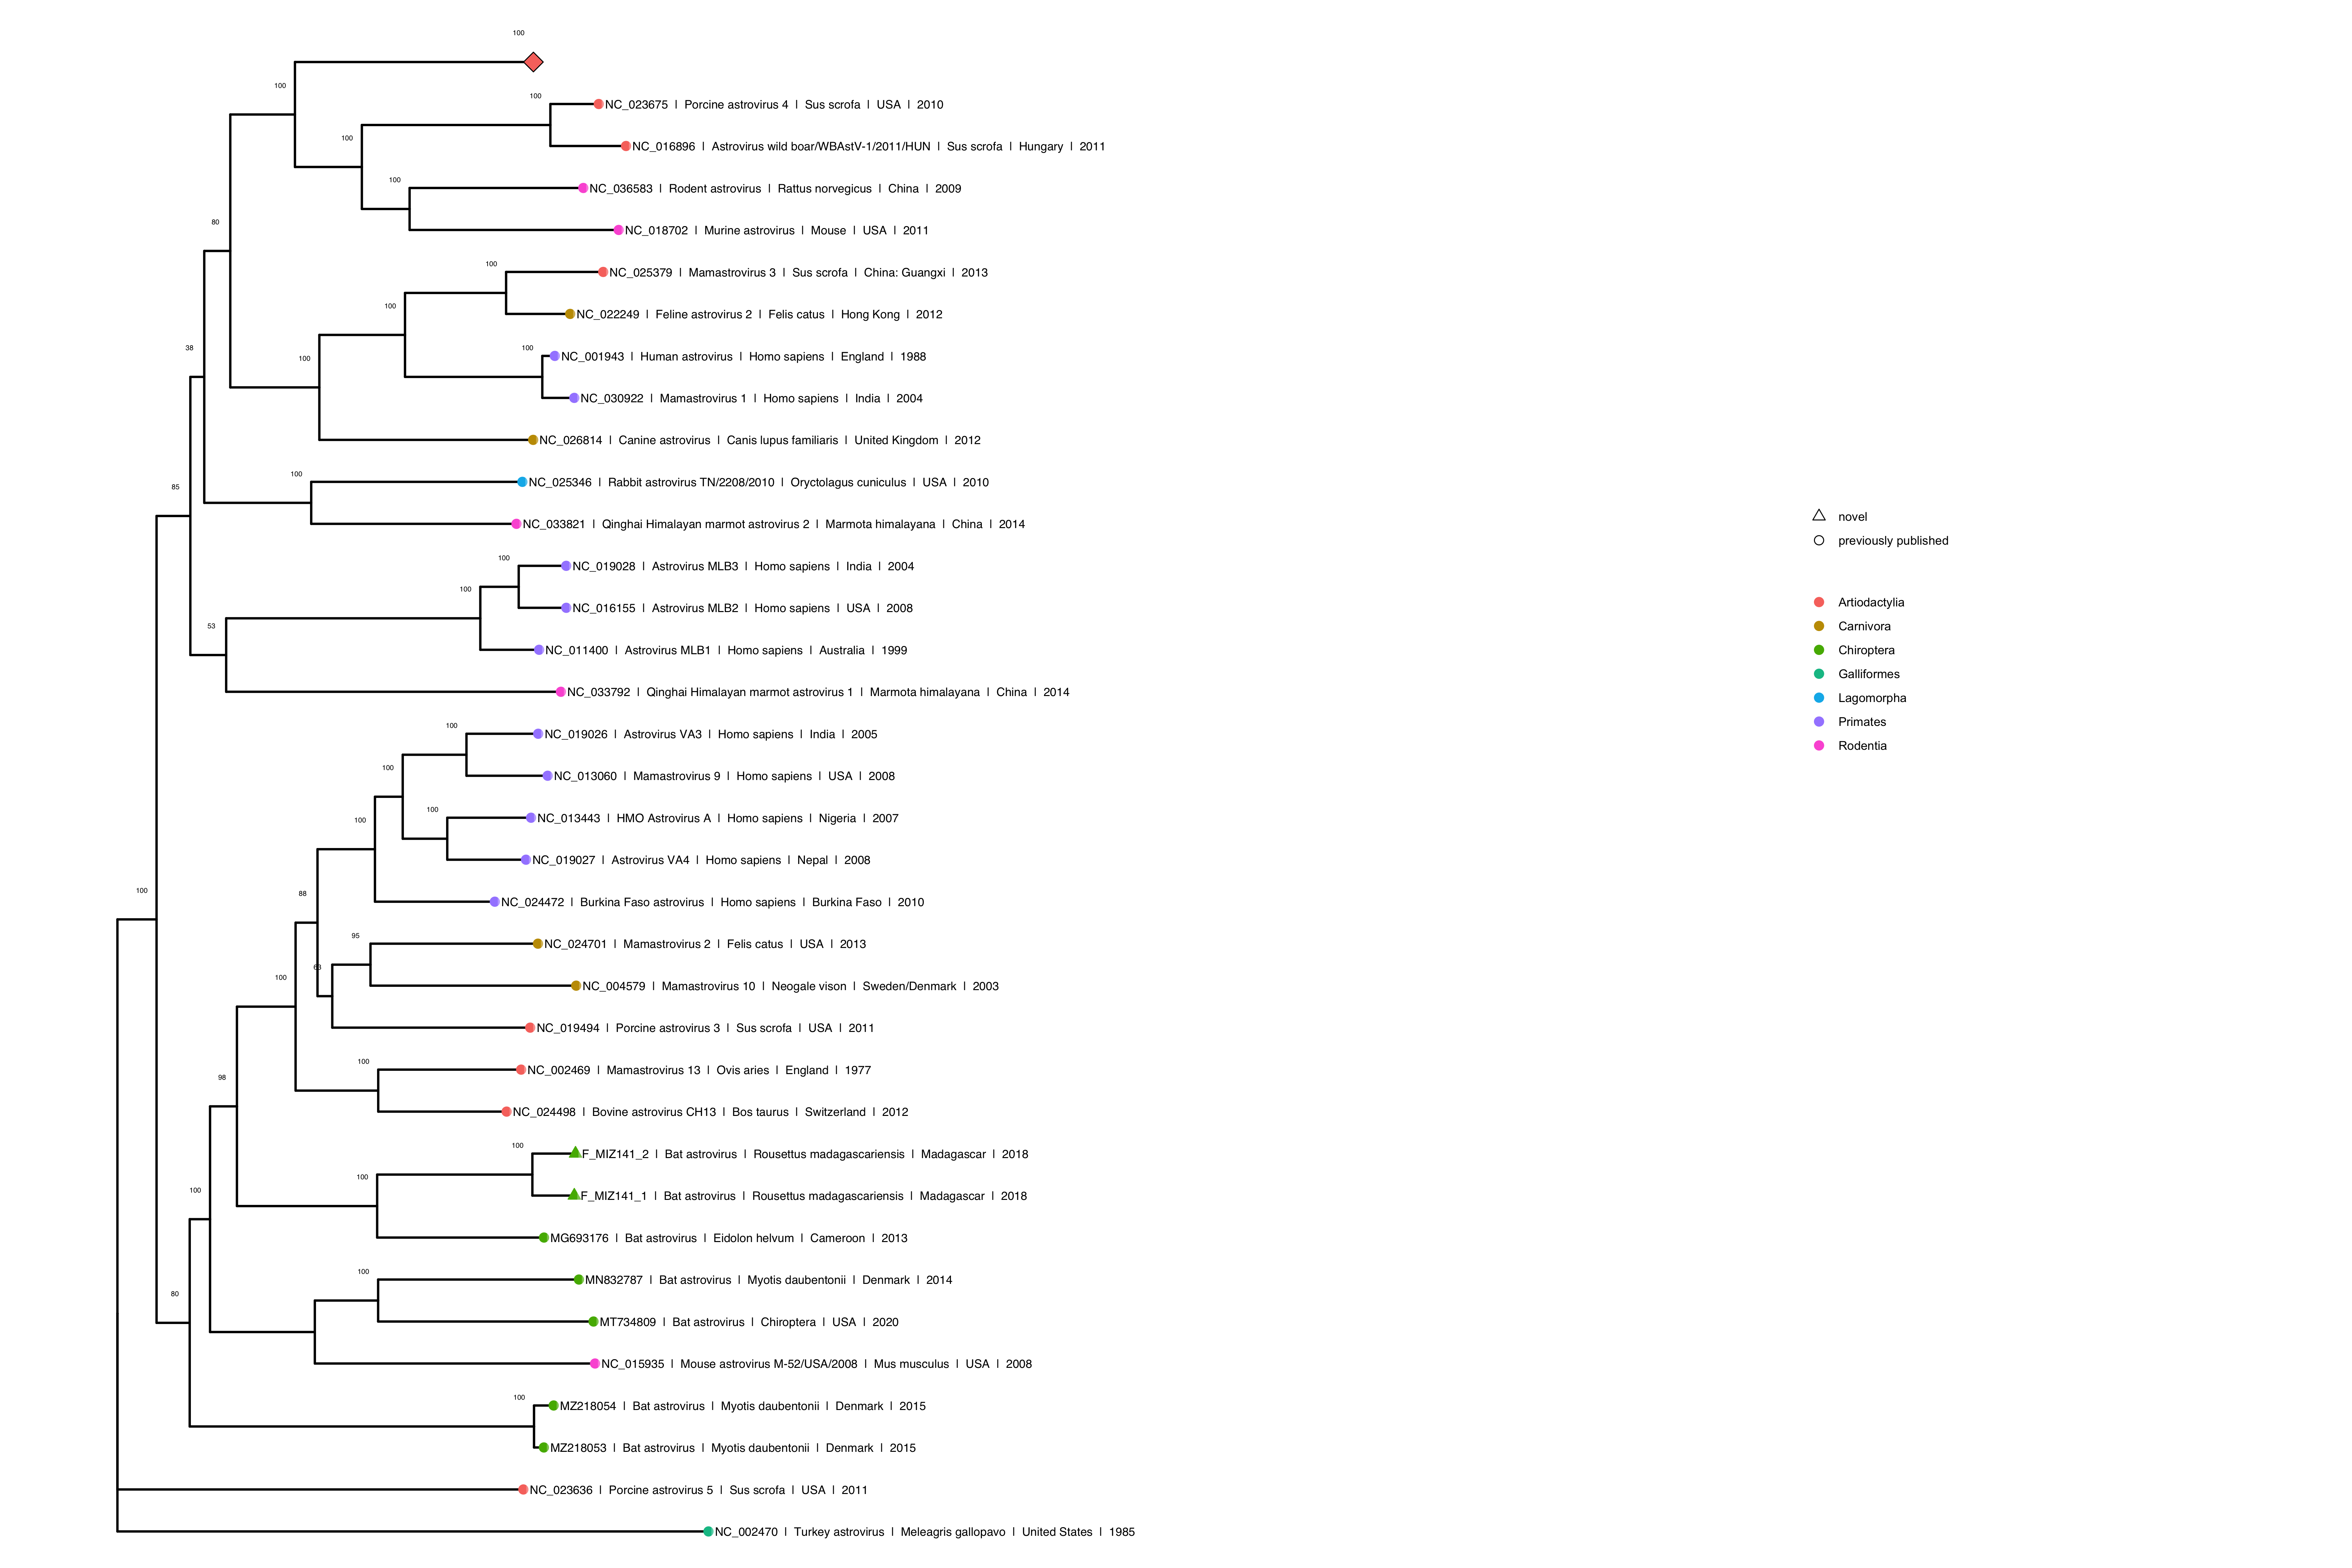 100
100
100
NC_023675 | Porcine astrovirus 4 | Sus scrofa | USA | 2010
100
NC_016896 | Astrovirus wild boar/WBAstV-1/2011/HUN | Sus scrofa | Hungary | 2011
100
NC_036583 | Rodent astrovirus | Rattus norvegicus | China | 2009
80
NC_018702 | Murine astrovirus | Mouse | USA | 2011
100
NC_025379 | Mamastrovirus 3 | Sus scrofa | China: Guangxi | 2013
100
NC_022249 | Feline astrovirus 2 | Felis catus | Hong Kong | 2012
38
100
100
NC_001943 | Human astrovirus | Homo sapiens | England | 1988
NC_030922 | Mamastrovirus 1 | Homo sapiens | India | 2004
NC_026814 | Canine astrovirus | Canis lupus familiaris | United Kingdom | 2012
100
NC_025346 | Rabbit astrovirus TN/2208/2010 | Oryctolagus cuniculus | USA | 2010
85
NC_033821 | Qinghai Himalayan marmot astrovirus 2 | Marmota himalayana | China | 2014
100
NC_019028 | Astrovirus MLB3 | Homo sapiens | India | 2004
100
NC_016155 | Astrovirus MLB2 | Homo sapiens | USA | 2008
53
NC_011400 | Astrovirus MLB1 | Homo sapiens | Australia | 1999
NC_033792 | Qinghai Himalayan marmot astrovirus 1 | Marmota himalayana | China | 2014
100
NC_019026 | Astrovirus VA3 | Homo sapiens | India | 2005
100
NC_013060 | Mamastrovirus 9 | Homo sapiens | USA | 2008
100
100
NC_013443 | HMO Astrovirus A | Homo sapiens | Nigeria | 2007
NC_019027 | Astrovirus VA4 | Homo sapiens | Nepal | 2008
100
88
NC_024472 | Burkina Faso astrovirus | Homo sapiens | Burkina Faso | 2010
95
NC_024701 | Mamastrovirus 2 | Felis catus | USA | 2013
63
100
NC_004579 | Mamastrovirus 10 | Neogale vison | Sweden/Denmark | 2003
NC_019494 | Porcine astrovirus 3 | Sus scrofa | USA | 2011
100
NC_002469 | Mamastrovirus 13 | Ovis aries | England | 1977
98
NC_024498 | Bovine astrovirus CH13 | Bos taurus | Switzerland | 2012
100
F_MIZ141_2 | Bat astrovirus | Rousettus madagascariensis | Madagascar | 2018
100
100
F_MIZ141_1 | Bat astrovirus | Rousettus madagascariensis | Madagascar | 2018
MG693176 | Bat astrovirus | Eidolon helvum | Cameroon | 2013
100
MN832787 | Bat astrovirus | Myotis daubentonii | Denmark | 2014
80
MT734809 | Bat astrovirus | Chiroptera | USA | 2020
NC_015935 | Mouse astrovirus M-52/USA/2008 | Mus musculus | USA | 2008
100
MZ218054 | Bat astrovirus | Myotis daubentonii | Denmark | 2015
MZ218053 | Bat astrovirus | Myotis daubentonii | Denmark | 2015
NC_023636 | Porcine astrovirus 5 | Sus scrofa | USA | 2011
NC_002470 | Turkey astrovirus | Meleagris gallopavo | United States | 1985
novel
previously published
Artiodactylia
Carnivora
Chiroptera
Galliformes
Lagomorpha
Primates
Rodentia